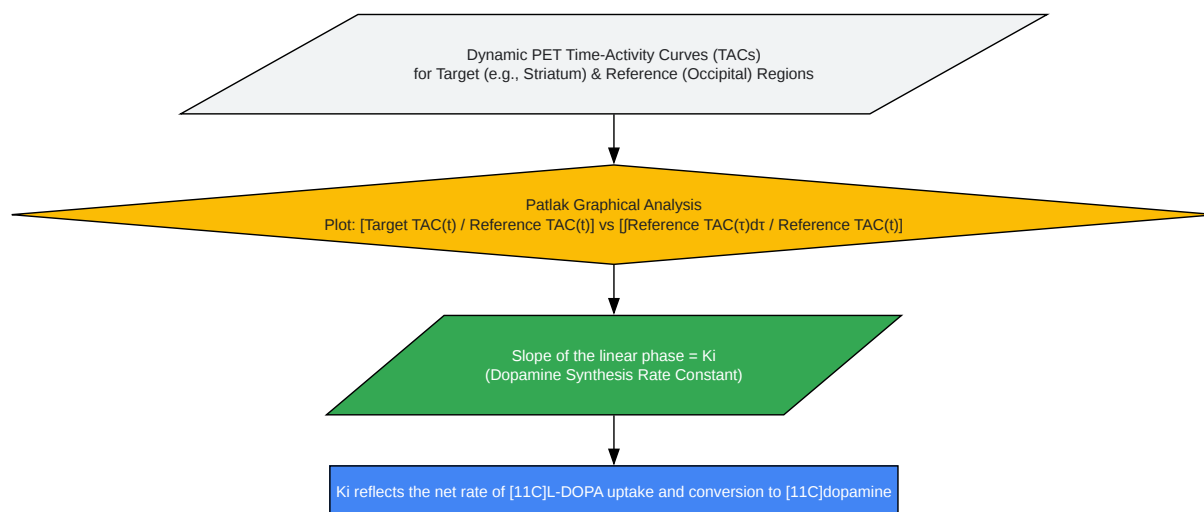 Dynamic PET Time-Activity Curves (TACs)
for Target (e.g., Striatum) & Reference (Occipital) Regions
Patlak Graphical Analysis
Plot: [Target TAC(t) / Reference TAC(t)] vs [∫Reference TAC(τ)dτ / Reference TAC(t)]
Slope of the linear phase = Ki
(Dopamine Synthesis Rate Constant)
Ki reflects the net rate of [11C]L-DOPA uptake and conversion to [11C]dopamine